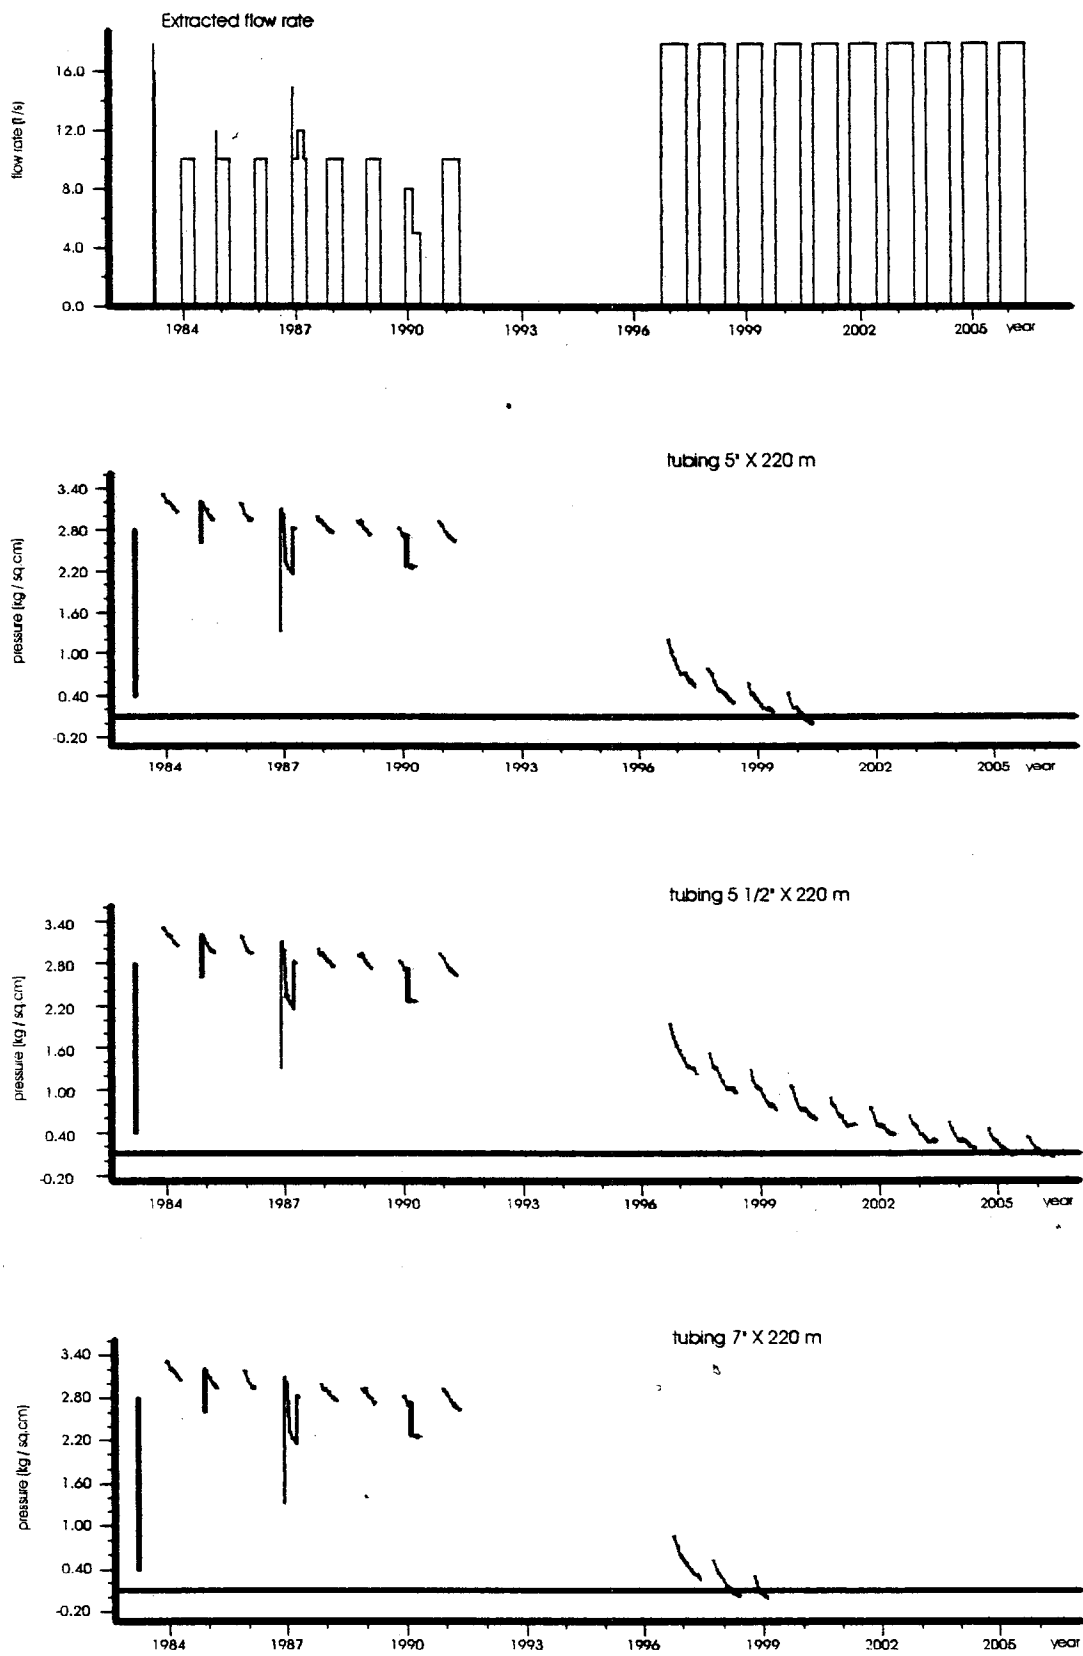 Extracted flow rate
flow rate (l/s)
16.0
12.0
8.0
4.0
0.0
1984 1987 1990 1993 1996 1999 2002 2005 year
tubing 5" X 220 m
pressure (kg / sq.cm)
3.40
2.80
2.20
1.60
1.00
0.40
-0.20
1984 1987 1990 1993 1996 1999 2002 2005 year
tubing 5 1/2" X 220 m
pressure (kg / sq.cm)
3.40
2.80
2.20
1.60
1.00
0.40
-0.20
1984 1987 1990 1993 1996 1999 2002 2005 year
tubing 7" X 220 m
pressure (kg / sq.cm)
3.40
2.80
2.20
1.60
1.00
0.40
-0.20
1984 1987 1990 1993 1996 1999 2002 2005 year